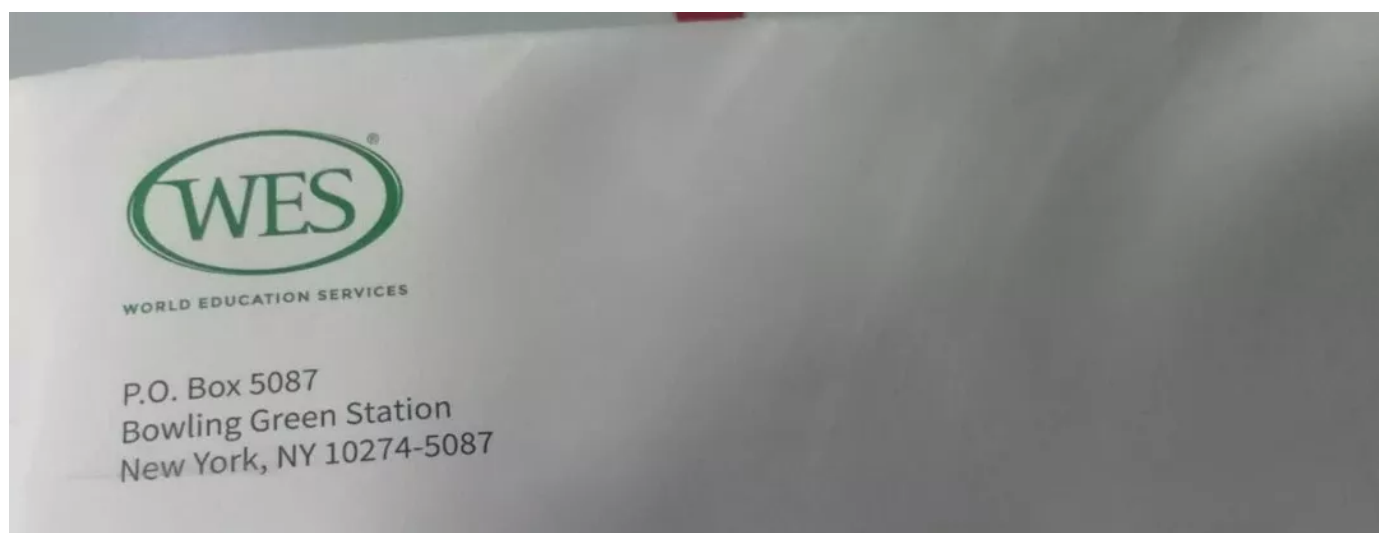 WES®
WORLD EDUCATION SERVICES
P.O. Box 5087
Bowling Green Station
New York, NY 10274-5087